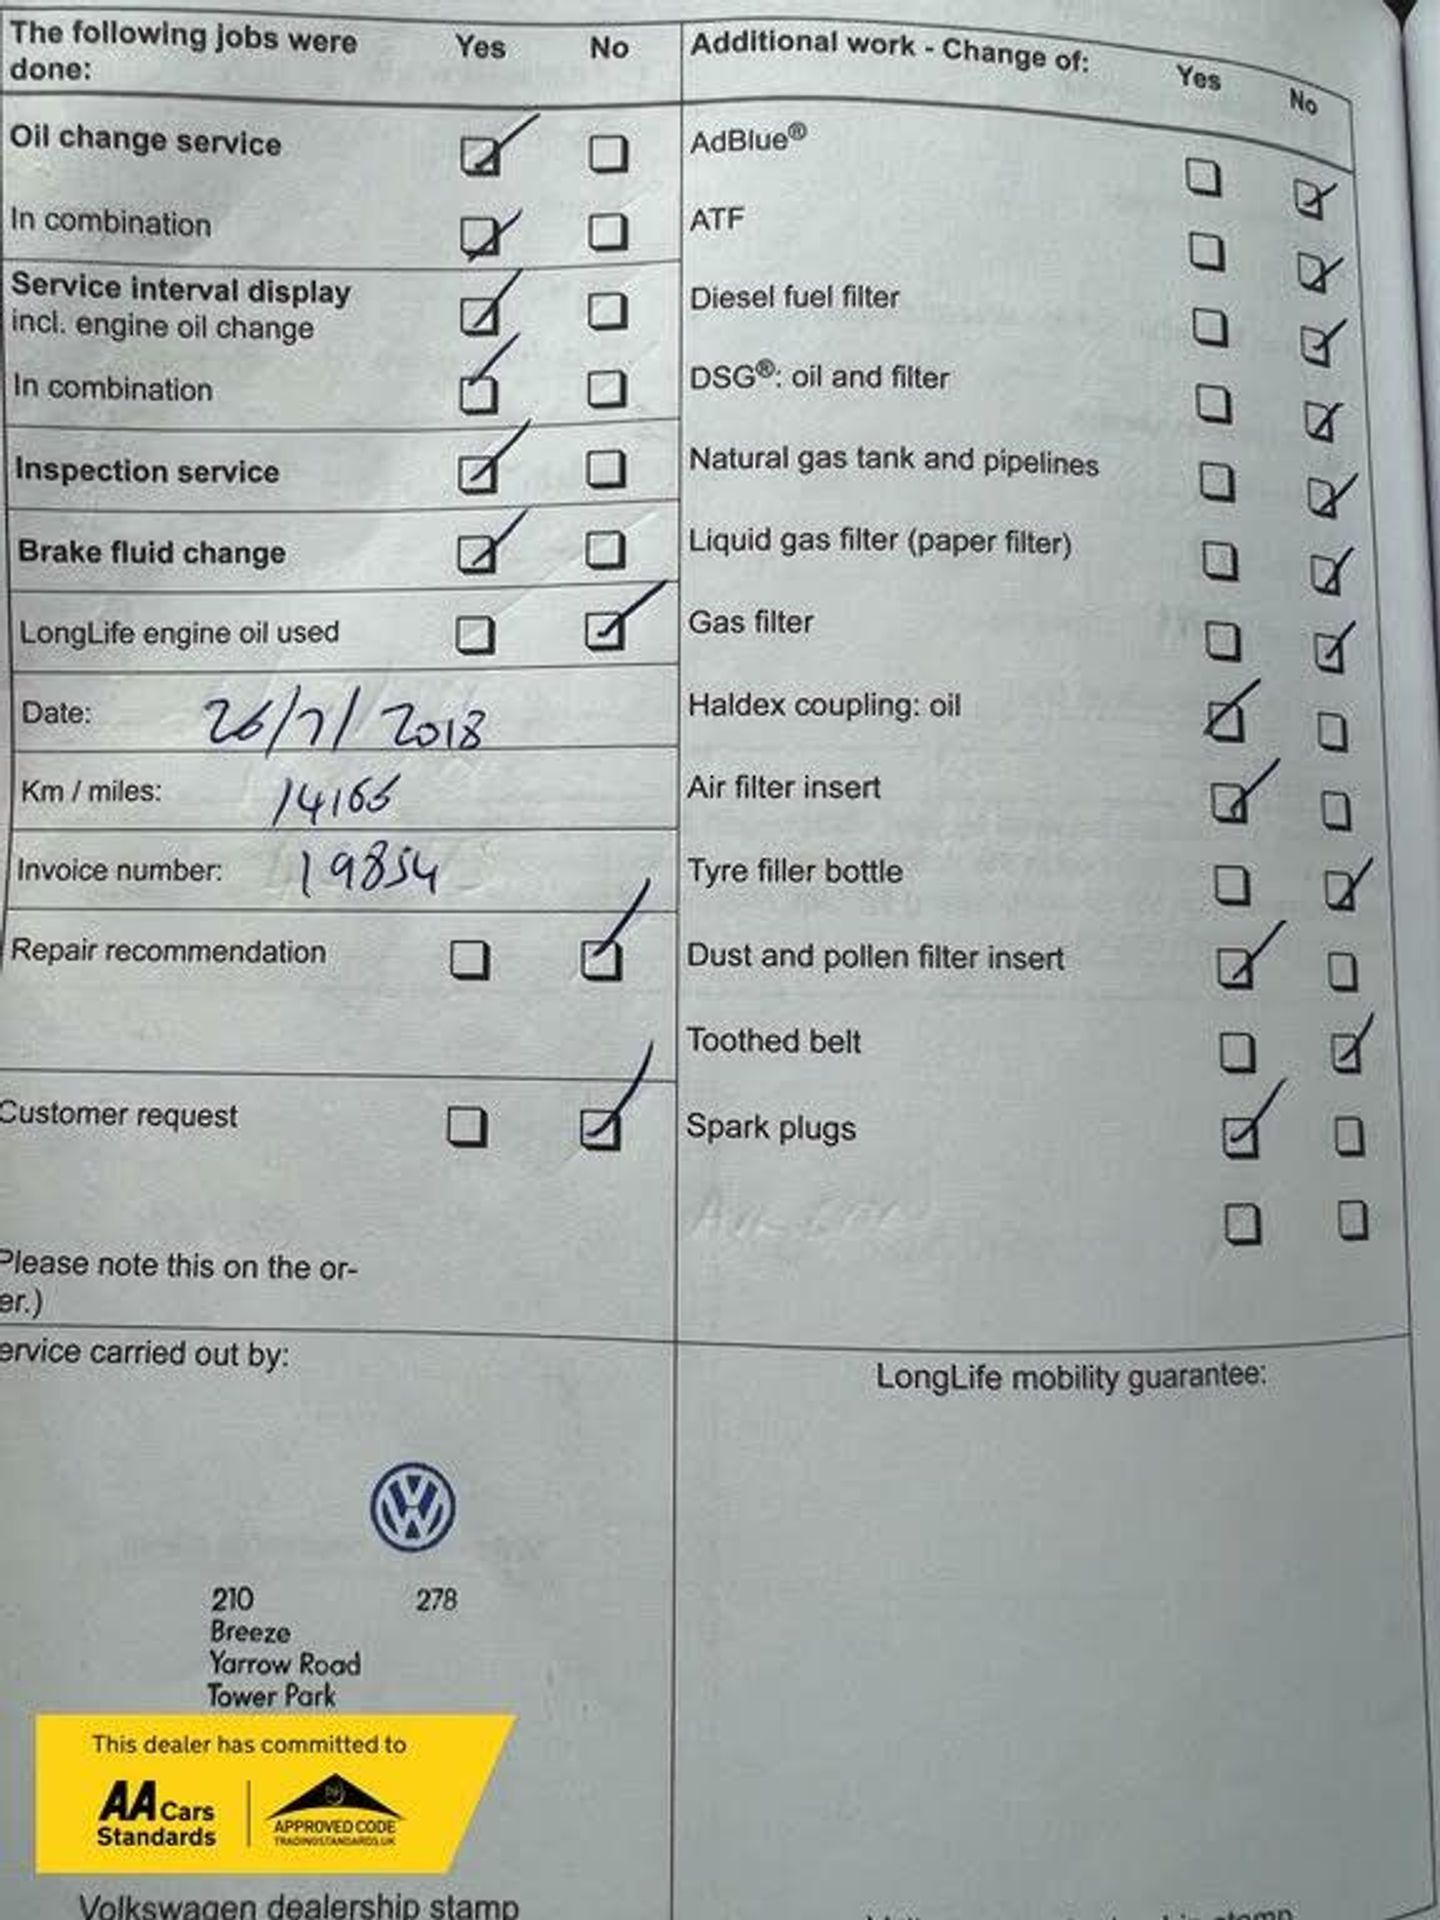 The following jobs were done: Yes No
Oil change service
In combination
Service interval display
incl. engine oil change
In combination
Inspection service
Brake fluid change
LongLife engine oil used
Date: 26/7/2018
Km / miles: 14166
Invoice number: 19854
Repair recommendation
Customer request
Please note this on the or-
er.)
ervice carried out by:
210 278
Breeze
Yarrow Road
Tower Park
This dealer has committed to
AA Cars
Standards
APPROVED CODE
TRADINGSTANDARDS.UK
Volkswagen dealership stamp
Additional work - Change of: Yes No
AdBlue®
ATF
Diesel fuel filter
DSG®: oil and filter
Natural gas tank and pipelines
Liquid gas filter (paper filter)
Gas filter
Haldex coupling: oil
Air filter insert
Tyre filler bottle
Dust and pollen filter insert
Toothed belt
Spark plugs
LongLife mobility guarantee: